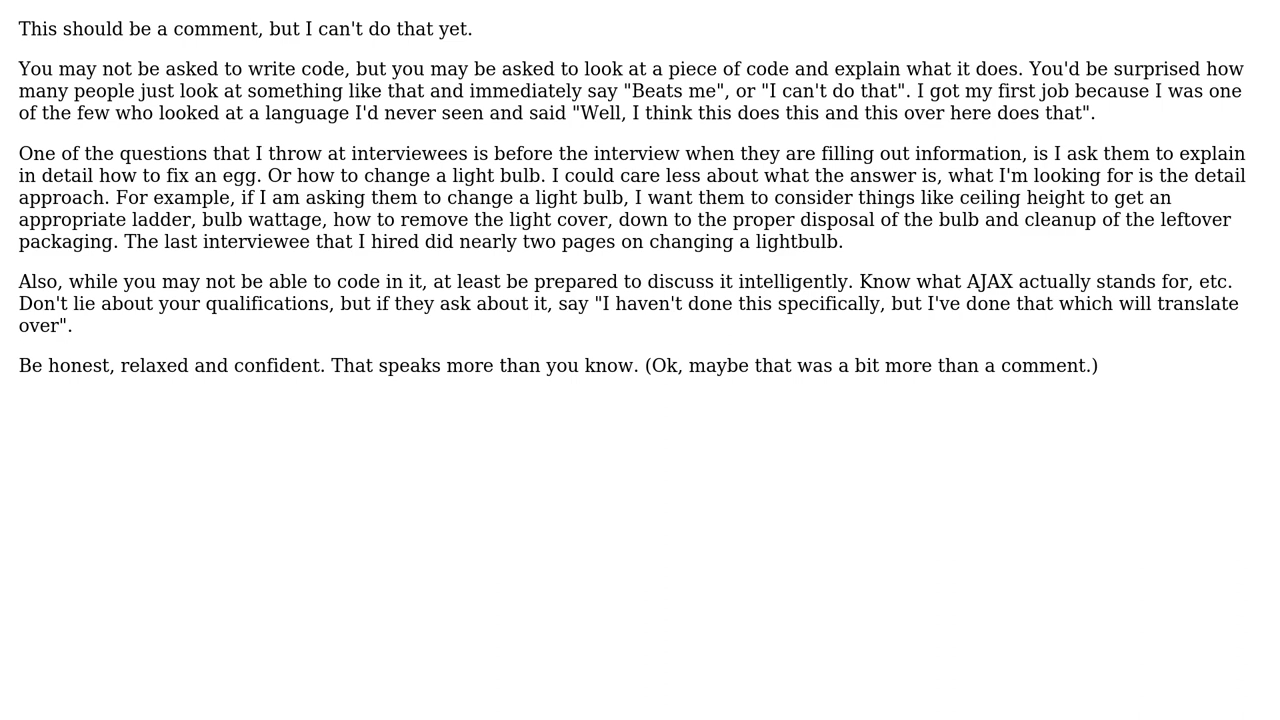 This should be a comment, but I can't do that yet.
You may not be asked to write code, but you may be asked to look at a piece of code and explain what it does. You'd be surprised how
many people just look at something like that and immediately say "Beats me", or "I can't do that". I got my first job because I was one
of the few who looked at a language I'd never seen and said "Well, I think this does this and this over here does that".
One of the questions that I throw at interviewees is before the interview when they are filling out information, is I ask them to explain
in detail how to fix an egg. Or how to change a light bulb. I could care less about what the answer is, what I'm looking for is the detail
approach. For example, if I am asking them to change a light bulb, I want them to consider things like ceiling height to get an
appropriate ladder, bulb wattage, how to remove the light cover, down to the proper disposal of the bulb and cleanup of the leftover
packaging. The last interviewee that I hired did nearly two pages on changing a lightbulb.
Also, while you may not be able to code in it, at least be prepared to discuss it intelligently. Know what AJAX actually stands for, etc.
Don't lie about your qualifications, but if they ask about it, say "I haven't done this specifically, but I've done that which will translate
over".
Be honest, relaxed and confident. That speaks more than you know. (Ok, maybe that was a bit more than a comment.)